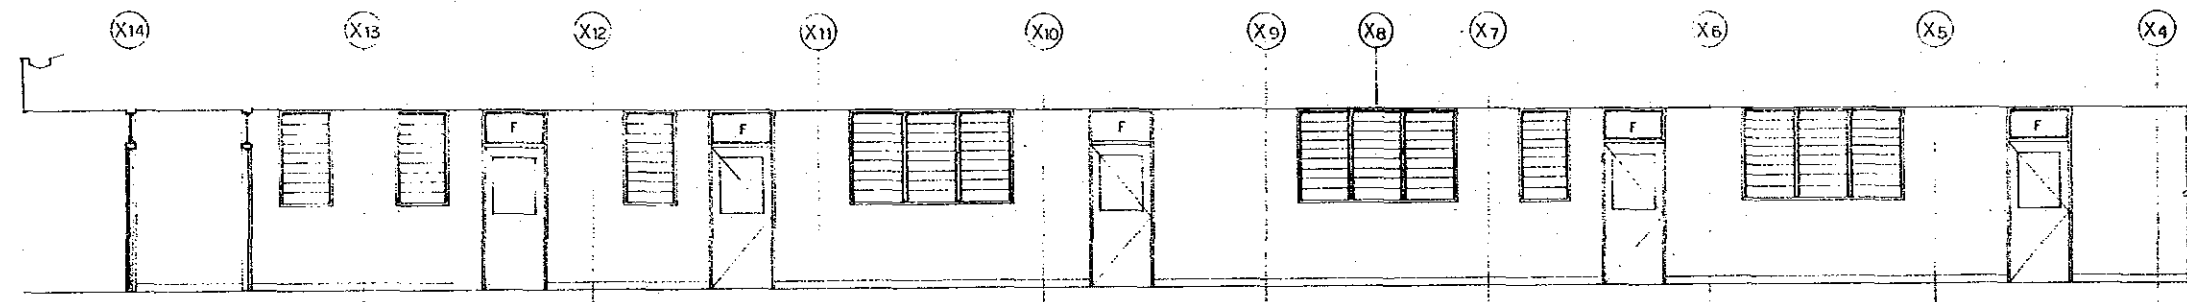 X14 X13 X12 X11 X10 X9 X8 X7 X6 X5 X4
F F F F F